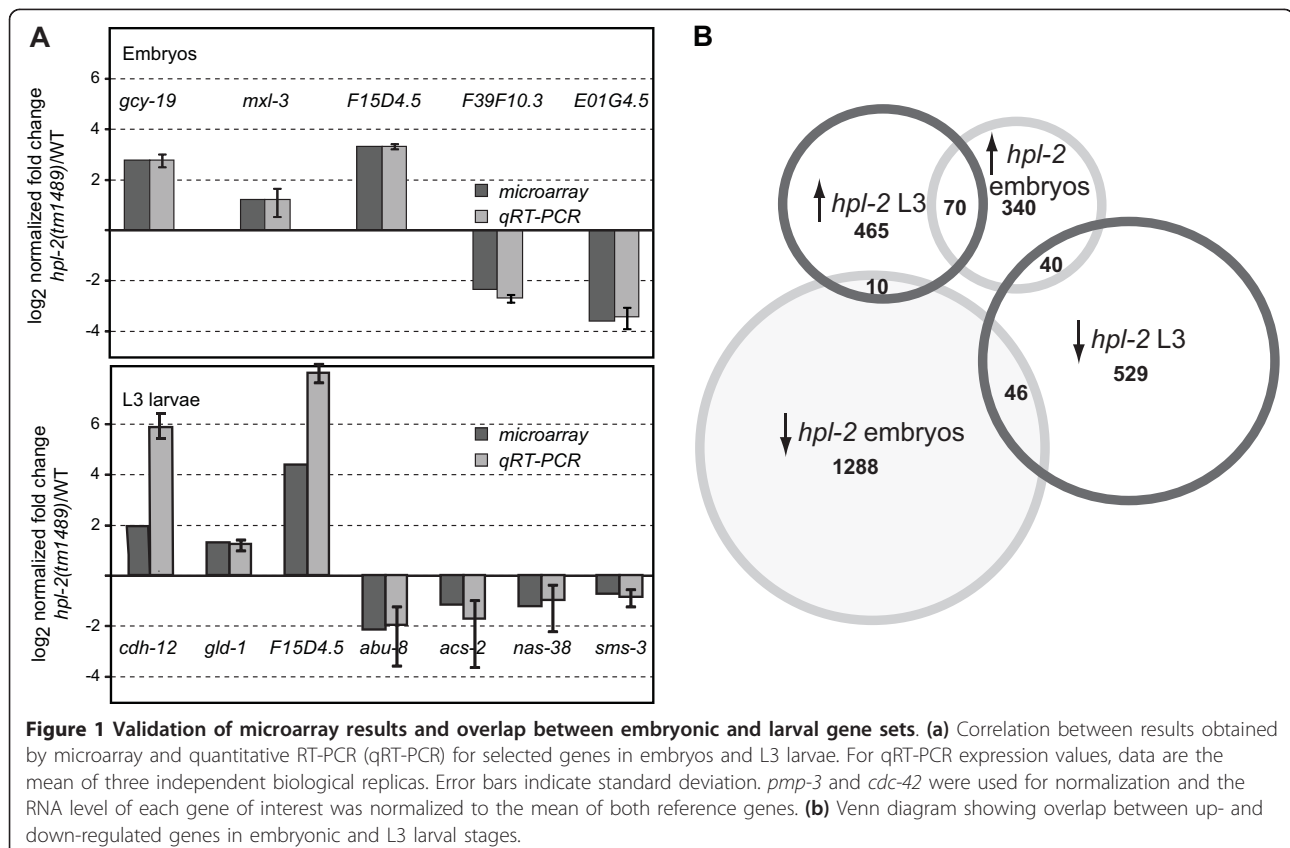 A
Embryos
6
4
2
-2
-4
gcy-19 mxl-3 F15D4.5 F39F10.3 E01G4.5
microarray
qRT-PCR
log2 normalized fold change
hpl-2(tm1489)/WT
L3 larvae
6
4
2
-2
-4
microarray
qRT-PCR
cdh-12 gld-1 F15D4.5 abu-8 acs-2 nas-38 sms-3
log2 normalized fold change
hpl-2(tm1489)/WT
B
↑ hpl-2 L3
465
70
↑ hpl-2
embryos
340
40
10
↓ hpl-2 L3
529
46
↓ hpl-2 embryos
1288
Figure 1 Validation of microarray results and overlap between embryonic and larval gene sets. (a) Correlation between results obtained
by microarray and quantitative RT-PCR (qRT-PCR) for selected genes in embryos and L3 larvae. For qRT-PCR expression values, data are the
mean of three independent biological replicas. Error bars indicate standard deviation. pmp-3 and cdc-42 were used for normalization and the
RNA level of each gene of interest was normalized to the mean of both reference genes. (b) Venn diagram showing overlap between up- and
down-regulated genes in embryonic and L3 larval stages.